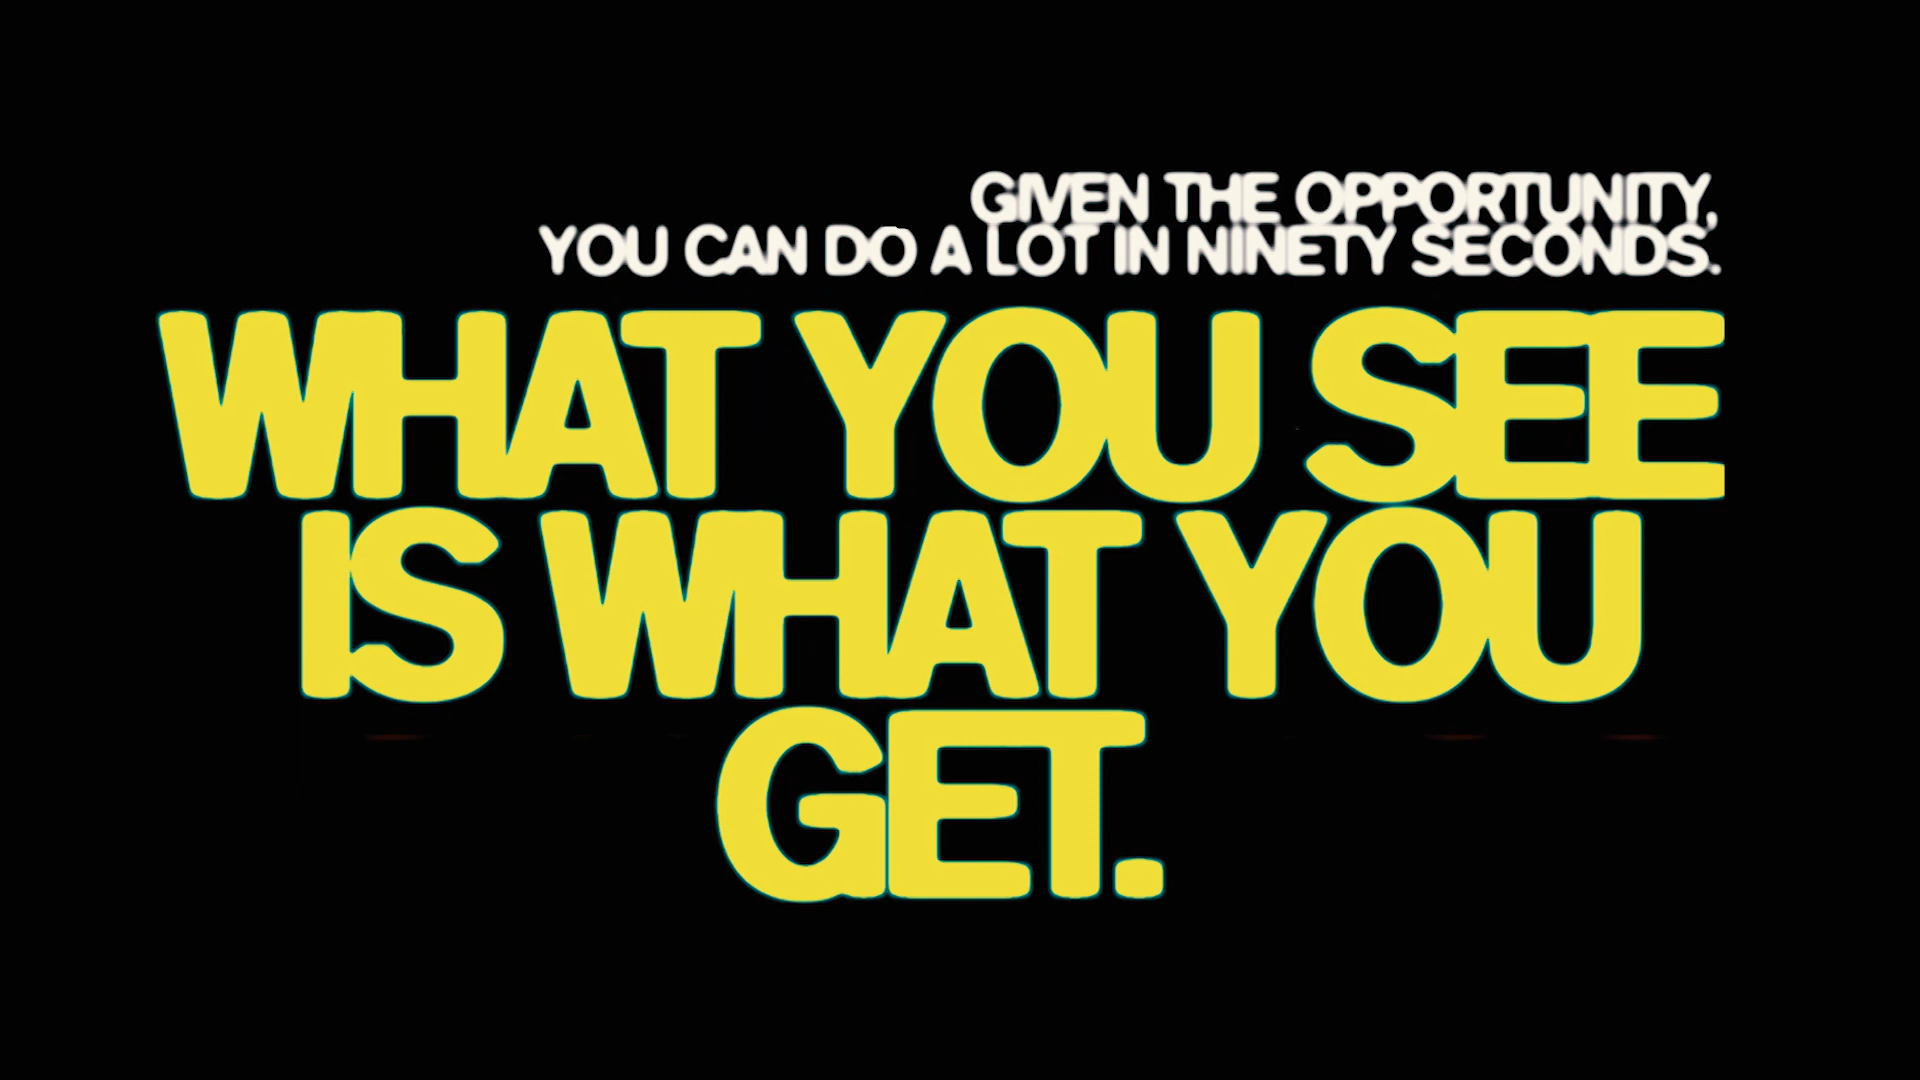 GIVEN THE OPPORTUNITY,
YOU CAN DO A LOT IN NINETY SECONDS.
WHAT YOU SEE
IS WHAT YOU
GET.